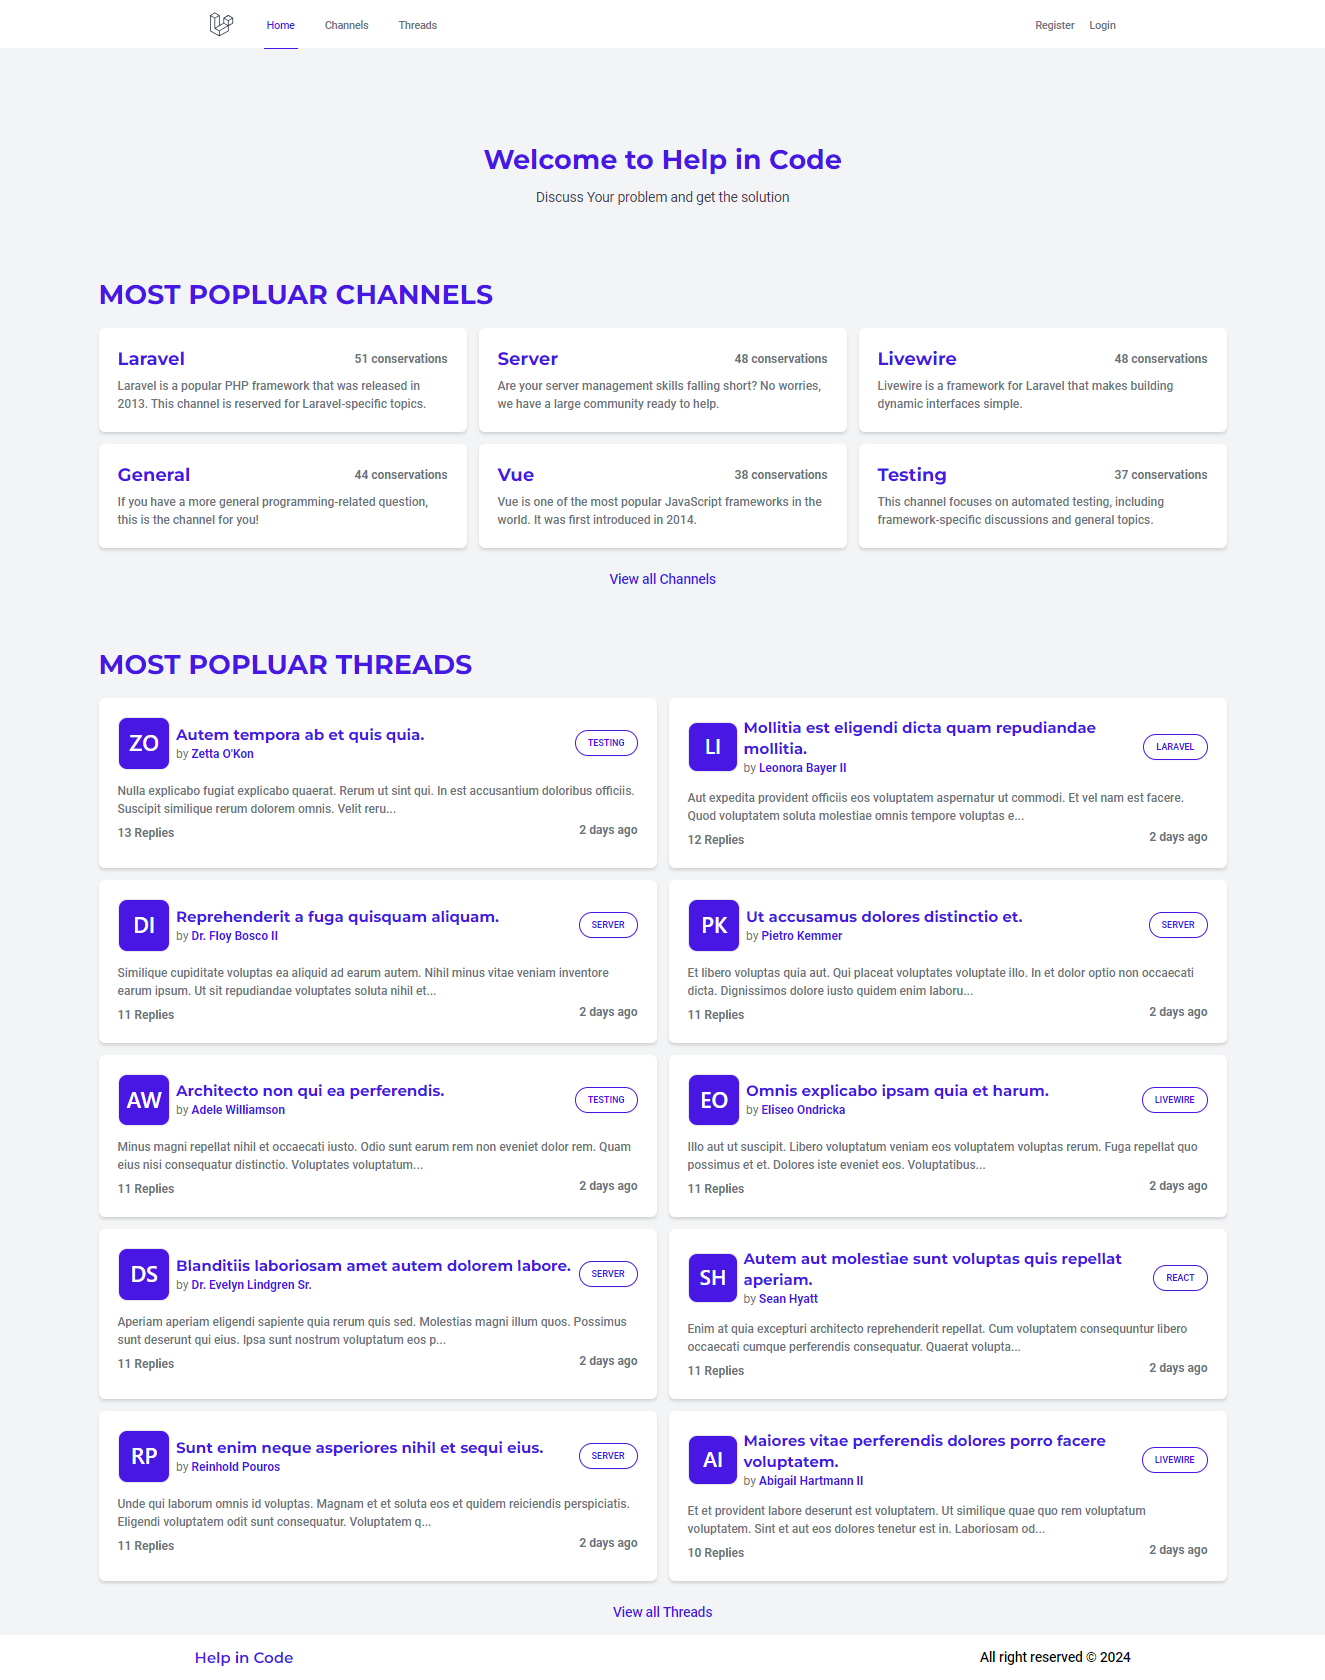 Home Channels Threads Register Login
Welcome to Help in Code
Discuss Your problem and get the solution
MOST POPLUAR CHANNELS
Laravel 51 conservations
Laravel is a popular PHP framework that was released in
2013. This channel is reserved for Laravel-specific topics.
Server 48 conservations
Are your server management skills falling short? No worries,
we have a large community ready to help.
Livewire 48 conservations
Livewire is a framework for Laravel that makes building
dynamic interfaces simple.
General 44 conservations
If you have a more general programming-related question,
this is the channel for you!
Vue 38 conservations
Vue is one of the most popular JavaScript frameworks in the
world. It was first introduced in 2014.
Testing 37 conservations
This channel focuses on automated testing, including
framework-specific discussions and general topics.
View all Channels
MOST POPLUAR THREADS
ZO
Autem tempora ab et quis quia.
by Zetta O'Kon
TESTING
Nulla explicabo fugiat explicabo quaerat. Rerum ut sint qui. In est accusantium doloribus officiis.
Suscipit similique rerum dolorem omnis. Velit reru...
13 Replies 2 days ago
LI
Mollitia est eligendi dicta quam repudiandae
mollitia.
by Leonora Bayer II
LARAVEL
Aut expedita provident officiis eos voluptatem aspernatur ut commodi. Et vel nam est facere.
Quod voluptatem soluta molestiae omnis tempore voluptas e...
12 Replies 2 days ago
DI
Reprehenderit a fuga quisquam aliquam.
by Dr. Floy Bosco II
SERVER
Similique cupiditate voluptas ea aliquid ad earum autem. Nihil minus vitae veniam inventore
earum ipsum. Ut sit repudiandae voluptates soluta nihil et...
11 Replies 2 days ago
PK
Ut accusamus dolores distinctio et.
by Pietro Kemmer
SERVER
Et libero voluptas quia aut. Qui placeat voluptates voluptate illo. In et dolor optio non occaecati
dicta. Dignissimos dolore iusto quidem enim laboru...
11 Replies 2 days ago
AW
Architecto non qui ea perferendis.
by Adele Williamson
TESTING
Minus magni repellat nihil et occaecati iusto. Odio sunt earum rem non eveniet dolor rem. Quam
eius nisi consequatur distinctio. Voluptates voluptatum...
11 Replies 2 days ago
EO
Omnis explicabo ipsam quia et harum.
by Eliseo Ondricka
LIVEWIRE
Illo aut ut suscipit. Libero voluptatum veniam eos voluptatem voluptas rerum. Fuga repellat quo
possimus et et. Dolores iste eveniet eos. Voluptatibus...
11 Replies 2 days ago
DS
Blanditiis laboriosam amet autem dolorem labore.
by Dr. Evelyn Lindgren Sr.
SERVER
Aperiam aperiam eligendi sapiente quia rerum quis sed. Molestias magni illum quos. Possimus
sunt deserunt qui eius. Ipsa sunt nostrum voluptatum eos p...
11 Replies 2 days ago
SH
Autem aut molestiae sunt voluptas quis repellat
aperiam.
by Sean Hyatt
REACT
Enim at quia excepturi architecto reprehenderit repellat. Cum voluptatem consequuntur libero
occaecati cumque perferendis consequatur. Quaerat volupta...
11 Replies 2 days ago
RP
Sunt enim neque asperiores nihil et sequi eius.
by Reinhold Pouros
SERVER
Unde qui laborum omnis id voluptas. Magnam et et soluta eos et quidem reiciendis perspiciatis.
Eligendi voluptatem odit sunt consequatur. Voluptatem q...
11 Replies 2 days ago
AI
Maiores vitae perferendis dolores porro facere
voluptatem.
by Abigail Hartmann II
LIVEWIRE
Et et provident labore deserunt est voluptatem. Ut similique quae quo rem voluptatum
voluptatem. Sint et aut eos dolores tenetur est in. Laboriosam od...
10 Replies 2 days ago
View all Threads
Help in Code All right reserved © 2024